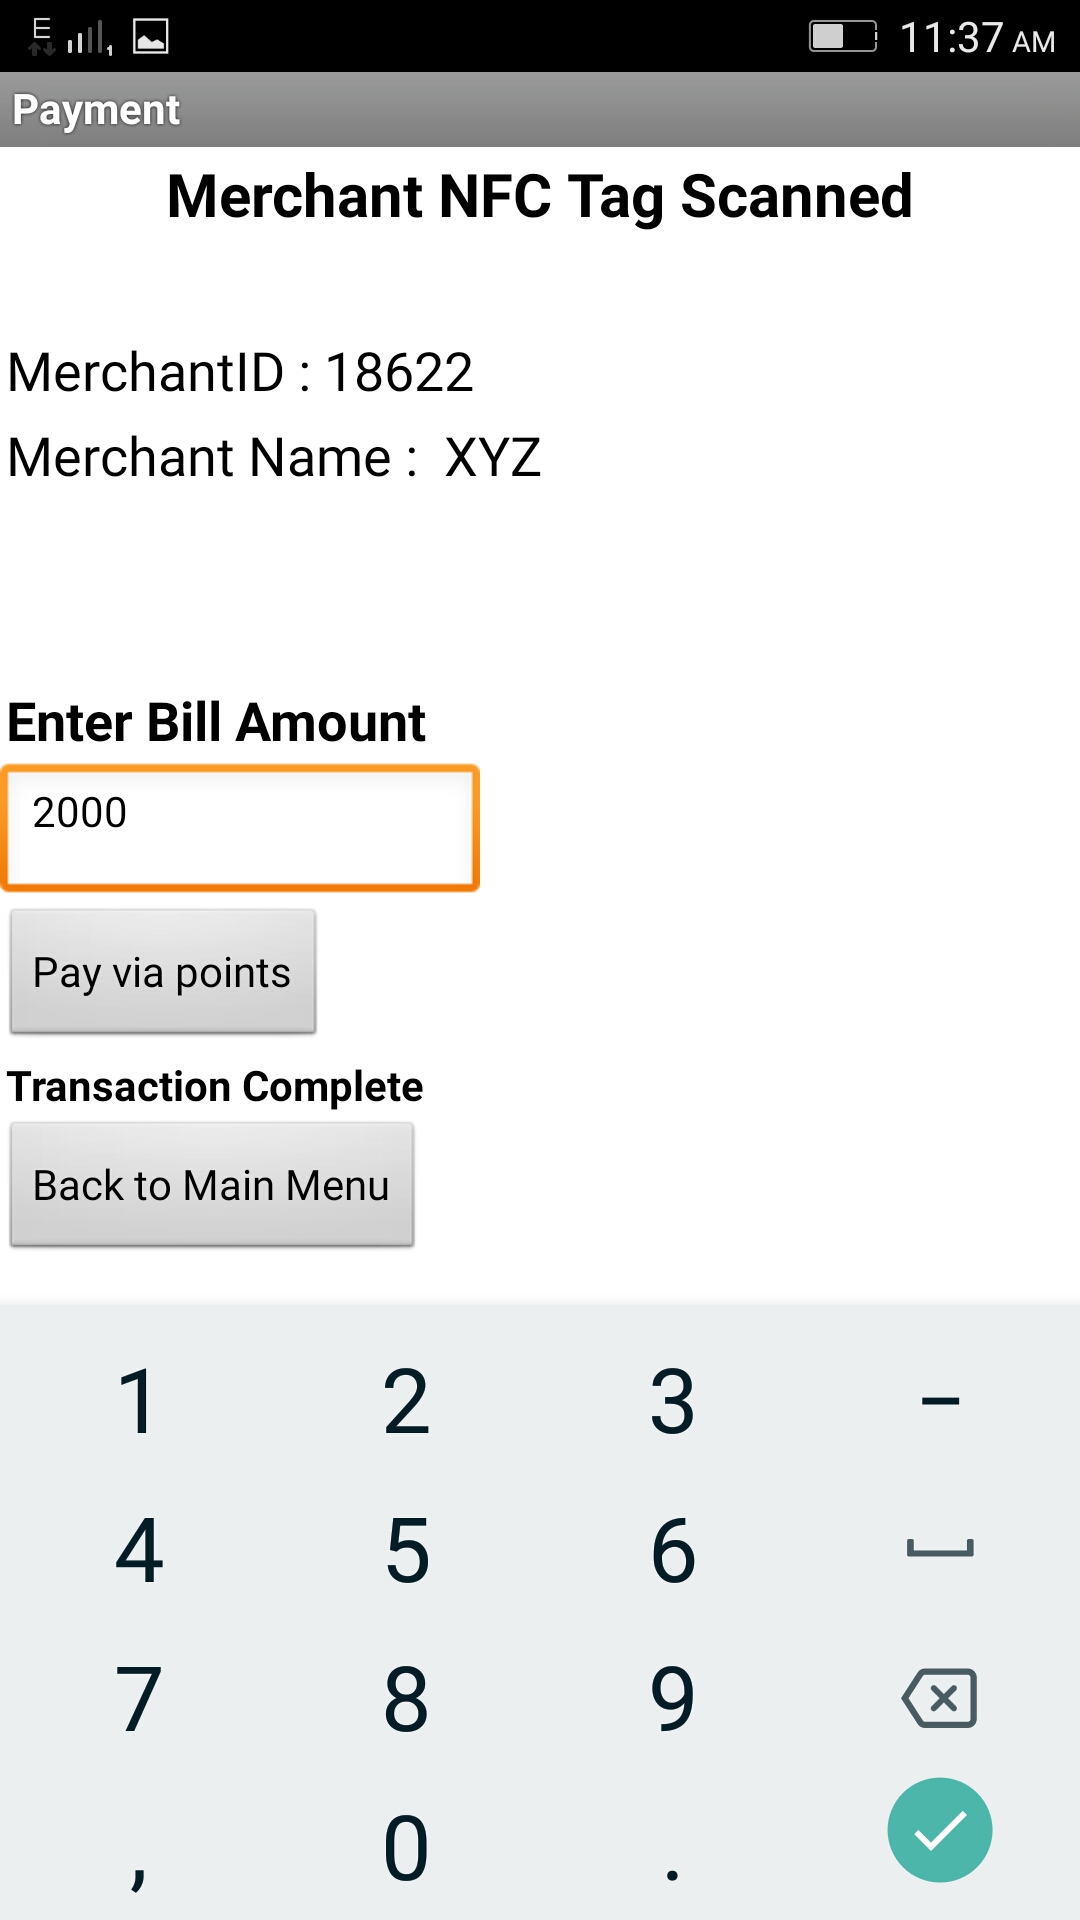 E 1 11:37 AM
Payment
Merchant NFC Tag Scanned
MerchantID : 18622
Merchant Name : XYZ
Enter Bill Amount
2000
Pay via points
Transaction Complete
Back to Main Menu
1 2 3 –
4 5 6
7 8 9
, 0 .